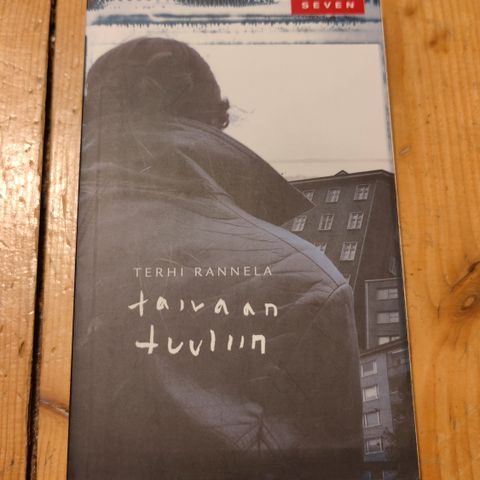 SEVEN
TERHI RANNELA
taivaan
tuuliin